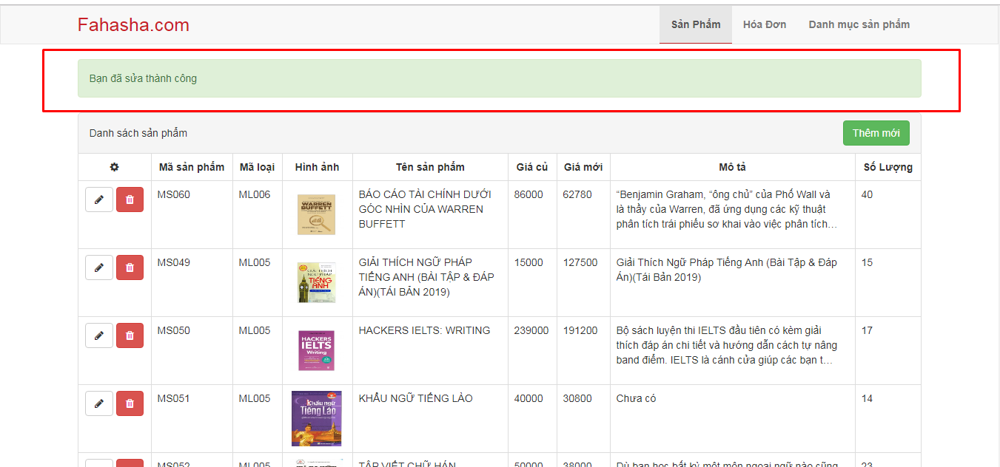 Fahasha.com
Sản Phẩm
Hóa Đơn
Danh mục sản phẩm
Bạn đã sửa thành công
Danh sách sản phẩm
Thêm mới
Mã sản phẩm
Mã loại
Hình ảnh
Tên sản phẩm
Giá củ
Giá mới
Mô tả
Số Lượng
MS060
ML006
WARREN
BUFFETT
BÁO CÁO TÀI CHÍNH DƯỚI
GÓC NHÌN CỦA WARREN
BUFFETT
86000
62780
“Benjamin Graham, “ông chủ” của Phố Wall và
là thầy của Warren, đã ứng dụng các kỹ thuật
phân tích trái phiếu sơ khai vào việc phân tích…
40
MS049
ML005
GIẢI THÍCH
NGỮ PHÁP
TIẾNG
ANH
GIẢI THÍCH NGỮ PHÁP
TIẾNG ANH (BÀI TẬP & ĐÁP
ÁN)(TÁI BẢN 2019)
15000
127500
Giải Thích Ngữ Pháp Tiếng Anh (Bài Tập & Đáp
Án)(Tái Bản 2019)
15
MS050
ML005
HACKERS
IELTS
Writing
HACKERS IELTS: WRITING
239000
191200
Bộ sách luyện thi IELTS đầu tiên có kèm giải
thích đáp án chi tiết và hướng dẫn cách tự nâng
band điểm. IELTS là cánh cửa giúp các bạn t…
17
MS051
ML005
Khẩu ngữ
Tiếng Lào
KHẨU NGỮ TIẾNG LÀO
40000
30800
Chưa có
14
MS052
ML005
TẬP VIẾT CHỮ HÁN
50000
38000
Dù bạn học bất kỳ một môn ngoại ngữ nào cũng
23